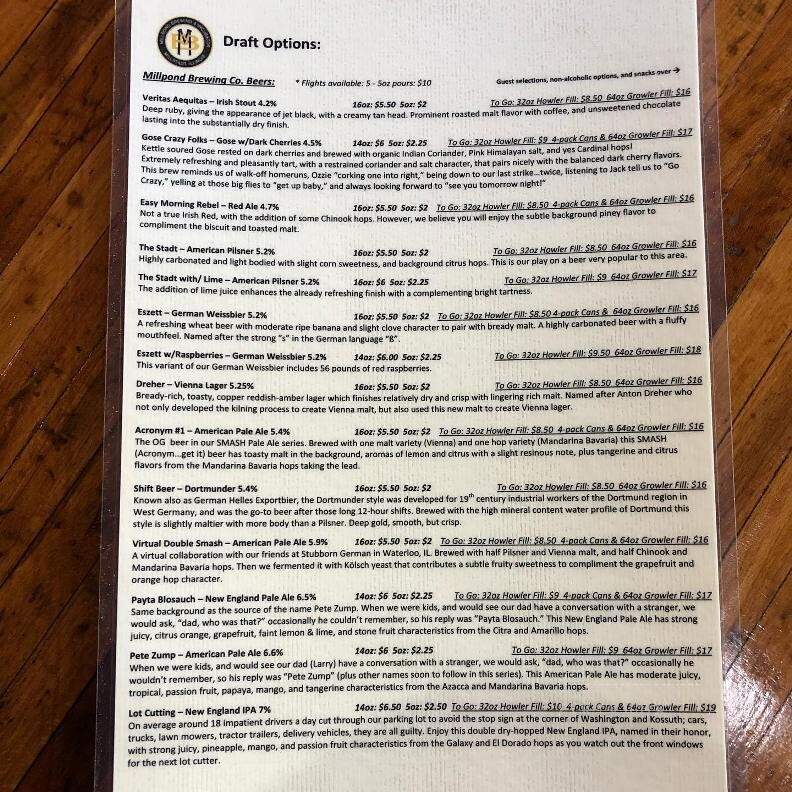 Draft Options:
Millpond Brewing Co. Beers: * Flights available: 5 - 5oz pours: $10 Guest selections, non-alcoholic options, and snacks over →
Veritas Aequitas – Irish Stout 4.2% 16oz: $5.50 5oz: $2 To Go: 32oz Howler Fill: $8.50 64oz Growler Fill: $16
Deep ruby, giving the appearance of jet black, with a creamy tan head. Prominent roasted malt flavor with coffee, and unsweetened chocolate
lasting into the substantially dry finish.
Gose Crazy Folks – Gose w/Dark Cherries 4.5% 14oz: $6 5oz: $2.25 To Go: 32oz Howler Fill: $9 4-pack Cans & 64oz Growler Fill: $17
Kettle soured Gose rested on dark cherries and brewed with organic Indian Coriander, Pink Himalayan salt, and yes Cardinal hops!
Extremely refreshing and pleasantly tart, with a restrained coriander and salt character, that pairs nicely with the balanced dark cherry flavors.
This brew reminds us of walk-off homeruns, Ozzie "corking one into right," being down to our last strike...twice, listening to Jack tell us to "Go
Crazy," yelling at those big flies to "get up baby," and always looking forward to "see you tomorrow night!"
Easy Morning Rebel – Red Ale 4.7% 16oz: $5.50 5oz: $2 To Go: 32oz Howler Fill: $8.50 4-pack Cans & 64oz Growler Fill: $16
Not a true Irish Red, with the addition of some Chinook hops. However, we believe you will enjoy the subtle background piney flavor to
compliment the biscuit and toasted malt.
The Stadt – American Pilsner 5.2% 16oz: $5.50 5oz: $2 To Go: 32oz Howler Fill: $8.50 64oz Growler Fill: $16
Highly carbonated and light bodied with slight corn sweetness, and background citrus hops. This is our play on a beer very popular to this area.
The Stadt with/ Lime – American Pilsner 5.2% 16oz: $6 5oz: $2.25 To Go: 32oz Howler Fill: $9 64oz Growler Fill: $17
The addition of lime juice enhances the already refreshing finish with a complementing bright tartness.
Eszett – German Weissbier 5.2% 16oz: $5.50 5oz: $2 To Go: 32oz Howler Fill: $8.50 4-pack Cans & 64oz Growler Fill: $16
A refreshing wheat beer with moderate ripe banana and slight clove character to pair with bready malt. A highly carbonated beer with a fluffy
mouthfeel. Named after the strong "s" in the German language "ß".
Eszett w/Raspberries – German Weissbier 5.2% 14oz: $6.00 5oz: $2.25 To Go: 32oz Howler Fill: $9.50 64oz Growler Fill: $18
This variant of our German Weissbier includes 56 pounds of red raspberries.
Dreher – Vienna Lager 5.25% 16oz: $5.50 5oz: $2 To Go: 32oz Howler Fill: $8.50 64oz Growler Fill: $16
Bready-rich, toasty, copper reddish-amber lager which finishes relatively dry and crisp with lingering rich malt. Named after Anton Dreher who
not only developed the kilning process to create Vienna malt, but also used this new malt to create Vienna lager.
Acronym #1 – American Pale Ale 5.4% 16oz: $5.50 5oz: $2 To Go: 32oz Howler Fill: $8.50 4-pack Cans & 64oz Growler Fill: $16
The OG beer in our SMASH Pale Ale series. Brewed with one malt variety (Vienna) and one hop variety (Mandarina Bavaria) this SMASH
(Acronym...get it) beer has toasty malt in the background, aromas of lemon and citrus with a slight resinous note, plus tangerine and citrus
flavors from the Mandarina Bavaria hops taking the lead.
Shift Beer – Dortmunder 5.4% 16oz: $5.50 5oz: $2 To Go: 32oz Howler Fill: $8.50 64oz Growler Fill: $16
Known also as German Helles Exportbier, the Dortmunder style was developed for 19th century industrial workers of the Dortmund region in
West Germany, and was the go-to beer after those long 12-hour shifts. Brewed with the high mineral content water profile of Dortmund this
style is slightly maltier with more body than a Pilsner. Deep gold, smooth, but crisp.
Virtual Double Smash – American Pale Ale 5.9% 16oz: $5.50 5oz: $2 To Go: 32oz Howler Fill: $8.50 4-pack Cans & 64oz Growler Fill: $16
A virtual collaboration with our friends at Stubborn German in Waterloo, IL. Brewed with half Pilsner and Vienna malt, and half Chinook and
Mandarina Bavaria hops. Then we fermented it with Kölsch yeast that contributes a subtle fruity sweetness to compliment the grapefruit and
orange hop character.
Payta Blosauch – New England Pale Ale 6.5% 14oz: $6 5oz: $2.25 To Go: 32oz Howler Fill: $9 4-pack Cans & 64oz Growler Fill: $17
Same background as the source of the name Pete Zump. When we were kids, and would see our dad have a conversation with a stranger, we
would ask, "dad, who was that?" occasionally he couldn't remember, so his reply was "Payta Blosauch." This New England Pale Ale has strong
juicy, citrus orange, grapefruit, faint lemon & lime, and stone fruit characteristics from the Citra and Amarillo hops.
Pete Zump – American Pale Ale 6.6% 14oz: $6 5oz: $2.25 To Go: 32oz Howler Fill: $9 64oz Growler Fill: $17
When we were kids, and would see our dad (Larry) have a conversation with a stranger, we would ask, "dad, who was that?" occasionally he
wouldn't remember, so his reply was "Pete Zump" (plus other names soon to follow in this series). This American Pale Ale has moderate juicy,
tropical, passion fruit, papaya, mango, and tangerine characteristics from the Azacca and Mandarina Bavaria hops.
Lot Cutting – New England IPA 7% 14oz: $6.50 5oz: $2.50 To Go: 32oz Howler Fill: $10 4-pack Cans & 64oz Growler Fill: $19
On average around 18 impatient drivers a day cut through our parking lot to avoid the stop sign at the corner of Washington and Kossuth; cars,
trucks, lawn mowers, tractor trailers, delivery vehicles, they are all guilty. Enjoy this double dry-hopped New England IPA, named in their honor,
with strong juicy, pineapple, mango, and passion fruit characteristics from the Galaxy and El Dorado hops as you watch out the front windows
for the next lot cutter.